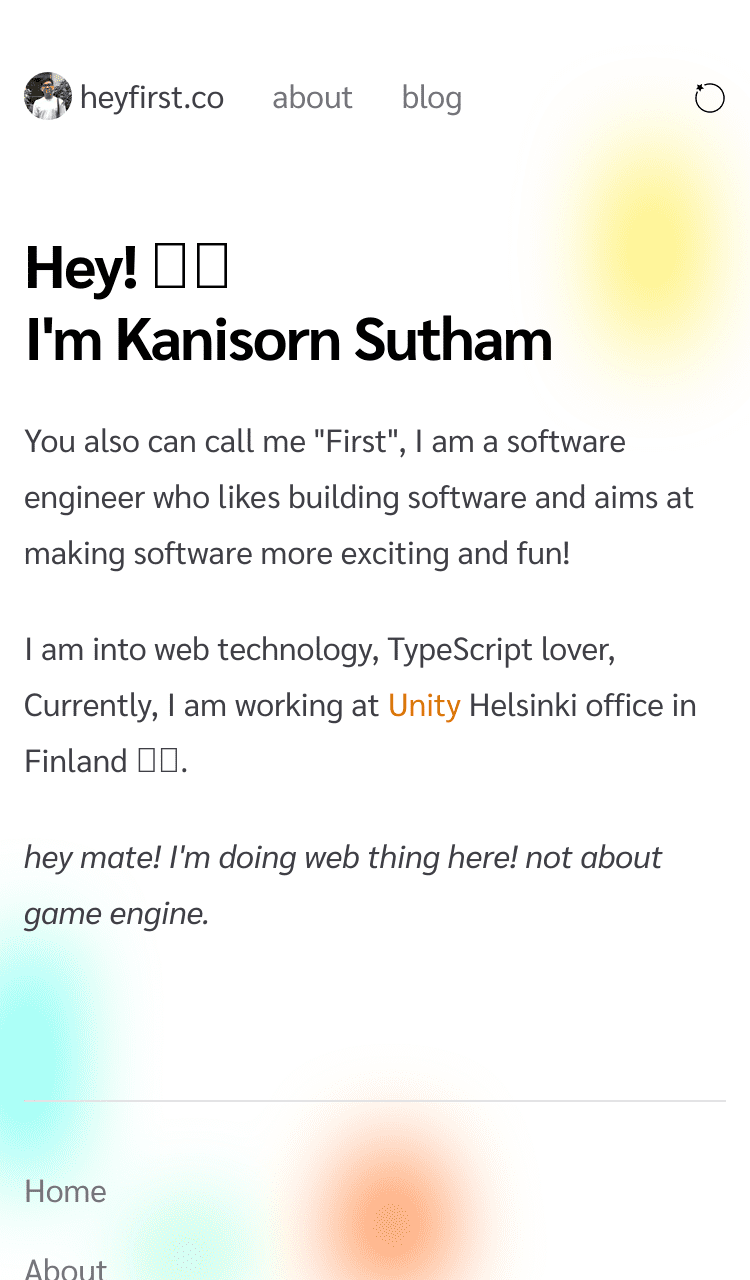 heyfirst.co about blog
Hey!
I'm Kanisorn Sutham
You also can call me "First", I am a software
engineer who likes building software and aims at
making software more exciting and fun!
I am into web technology, TypeScript lover,
Currently, I am working at Unity Helsinki office in
Finland .
hey mate! I'm doing web thing here! not about
game engine.
Home
About